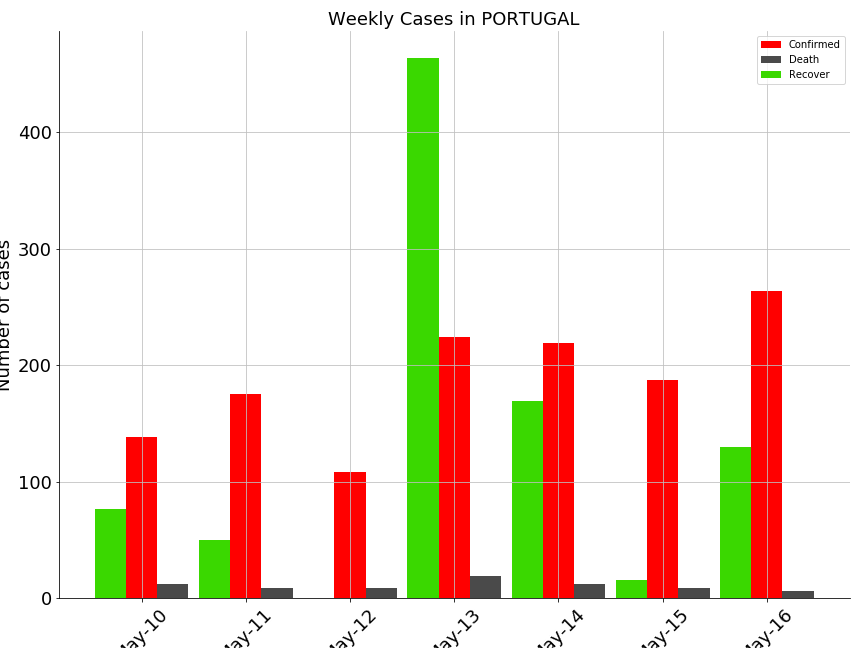 Weekly Cases in PORTUGAL
Confirmed
Death
Recover
Number of cases
400
300
200
100
0
May-10
May-11
May-12
May-13
May-14
May-15
May-16